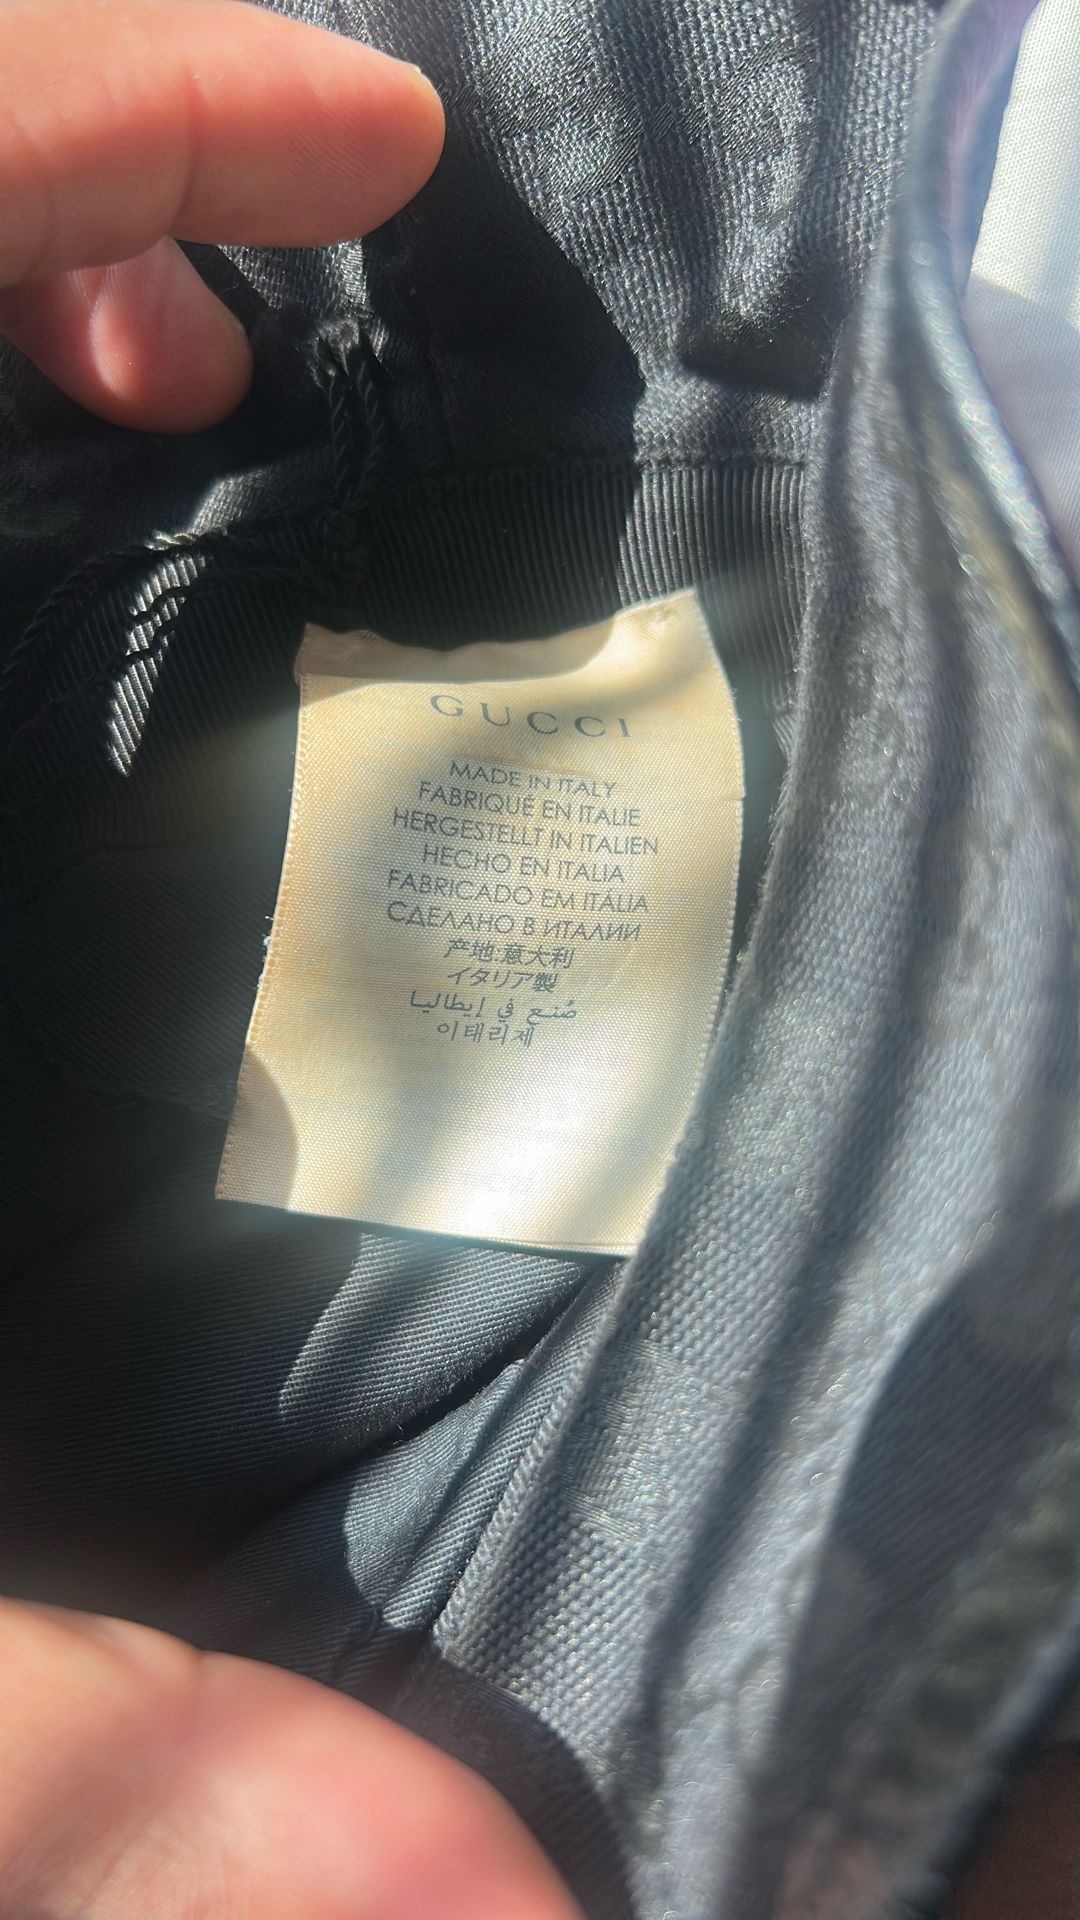 GUCCI
MADE IN ITALY
FABRIQUÉ EN ITALIE
HERGESTELLT IN ITALIEN
HECHO EN ITALIA
FABRICADO EM ITÁLIA
СДЕЛАНО В ИТАЛИИ
产地:意大利
イタリア製
صُنع في إيطاليا
이태리제